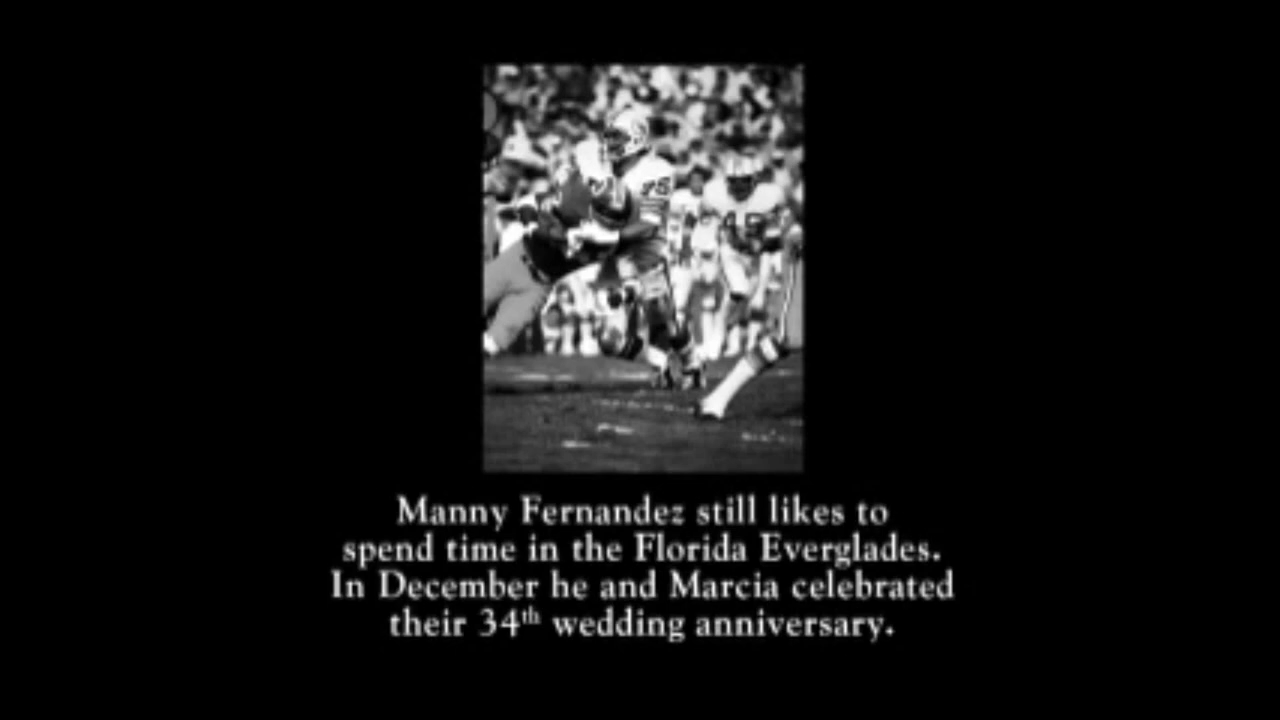 75
Manny Fernandez still likes to
spend time in the Florida Everglades.
In December he and Marcia celebrated
their 34th wedding anniversary.